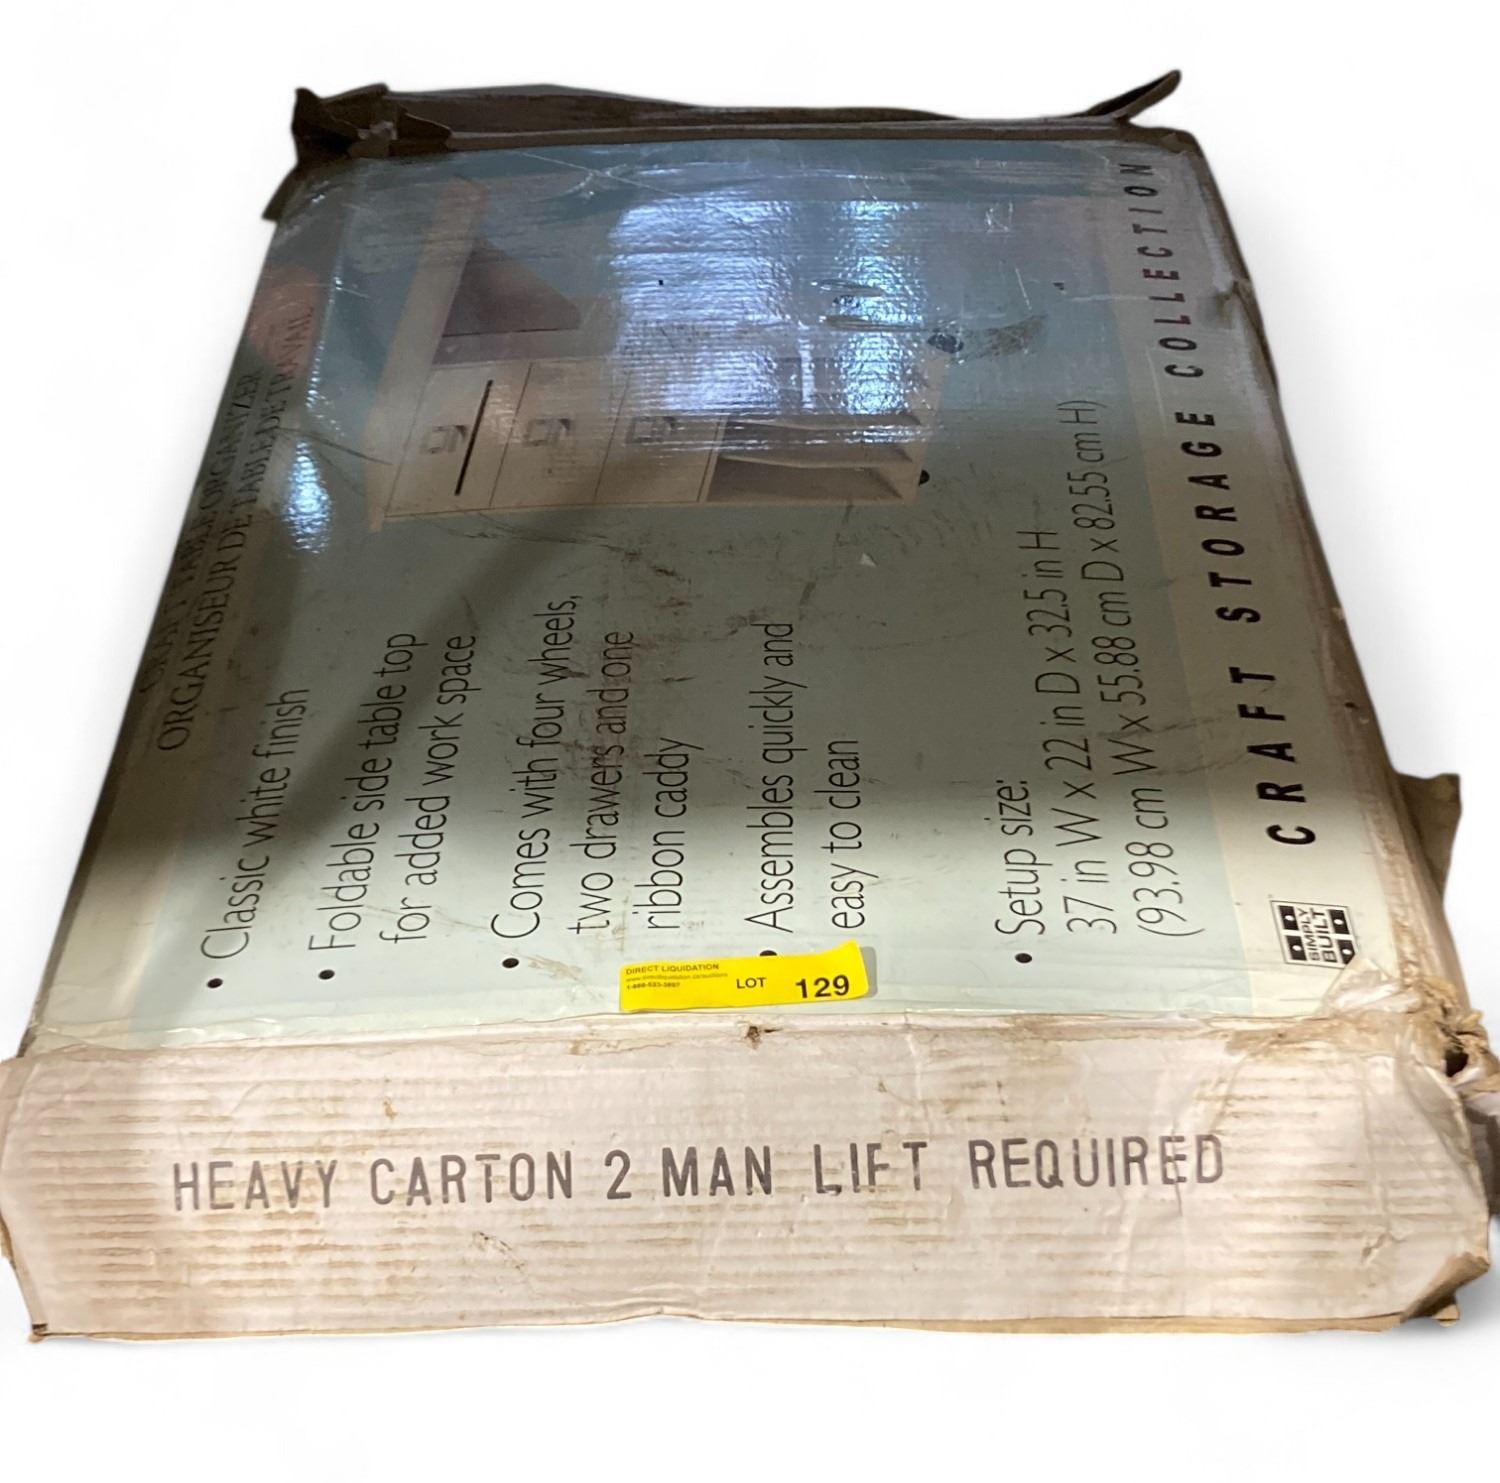 CRAFT TABLE ORGANIZER
ORGANISEUR DE TABLE DE TRAVAIL
• Classic white finish
• Foldable side table top
for added work space
• Comes with four wheels,
two drawers and one
ribbon caddy
• Assembles quickly and
easy to clean
• Setup size:
37 in W x 22 in D x 32.5 in H
(93.98 cm W x 55.88 cm D x 82.55 cm H)
CRAFT STORAGE COLLECTION
SIMPLY
BUILT
DIRECT LIQUIDATION
LOT 129
HEAVY CARTON 2 MAN LIFT REQUIRED